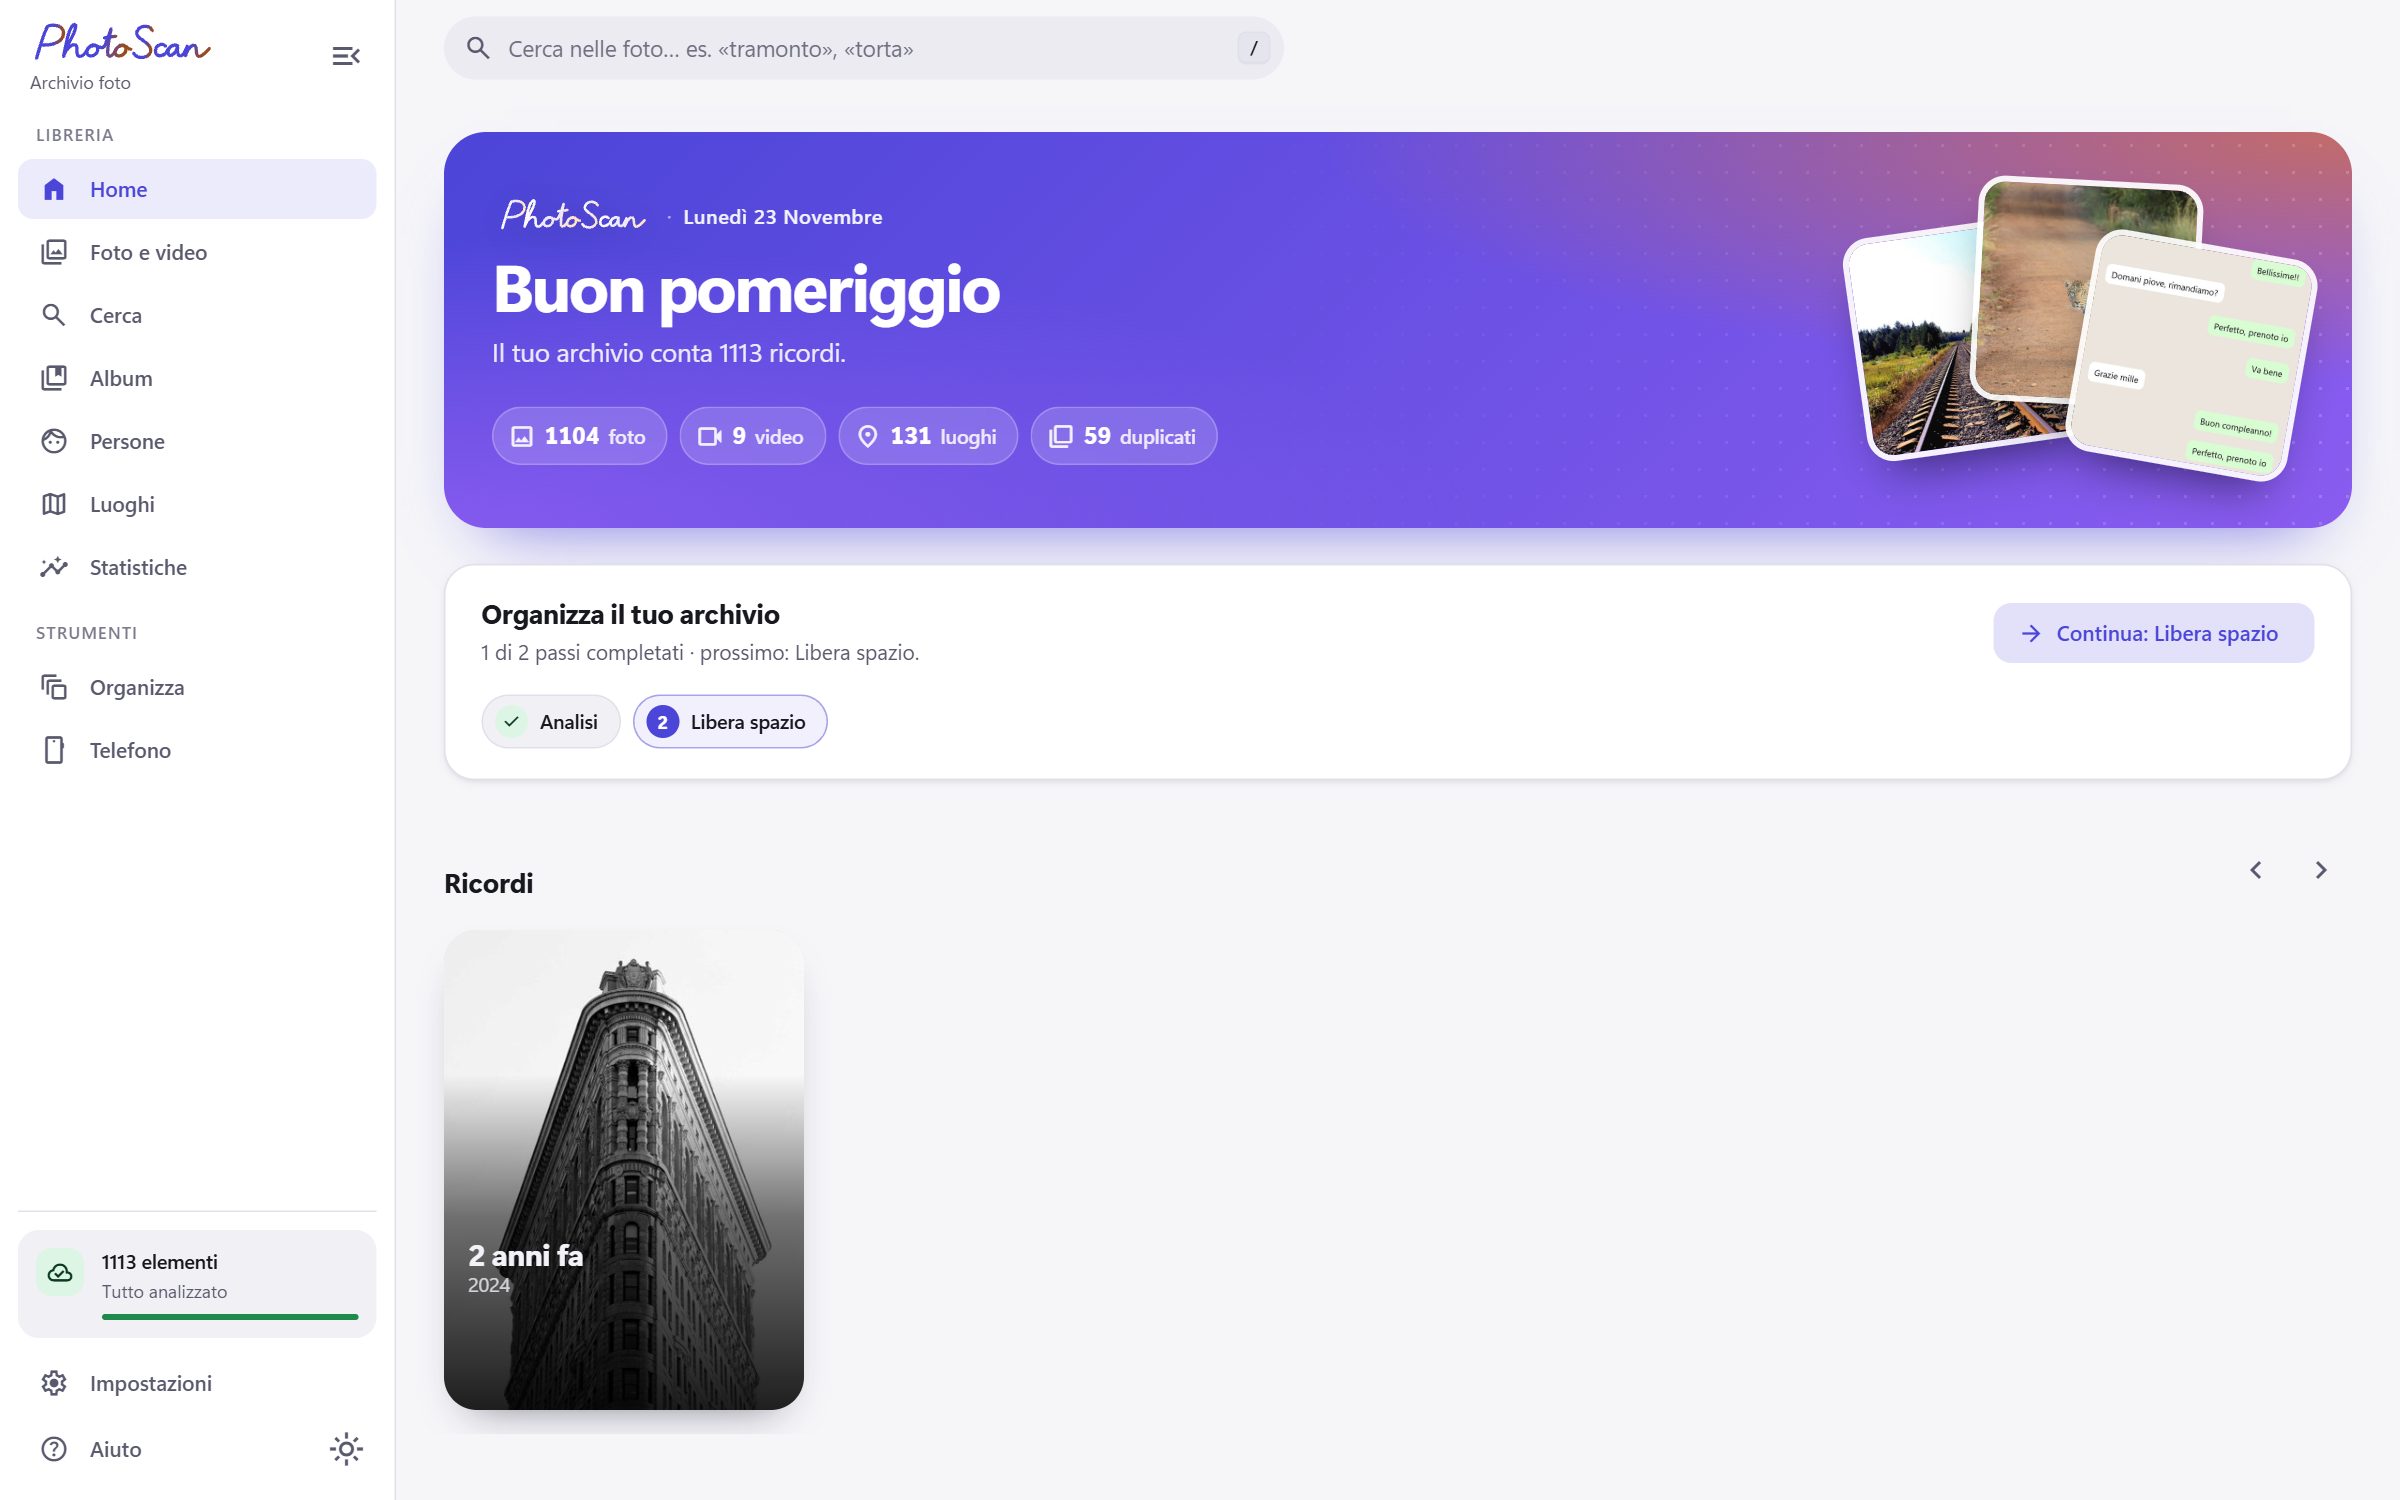 PhotoScan
Archivio foto
LIBRERIA
Home
Foto e video
Cerca
Album
Persone
Luoghi
Statistiche
STRUMENTI
Organizza
Telefono
1113 elementi
Tutto analizzato
Impostazioni
Aiuto
Cerca nelle foto... es. «tramonto», «torta»
/
PhotoScan · Lunedì 23 Novembre
Buon pomeriggio
Il tuo archivio conta 1113 ricordi.
1104 foto
9 video
131 luoghi
59 duplicati
Bellissime!!
Domani piove, rimandiamo?
Perfetto, prenoto io
Va bene
Grazie mille
Buon compleanno!
Perfetto, prenoto io
Organizza il tuo archivio
1 di 2 passi completati · prossimo: Libera spazio.
Continua: Libera spazio
Analisi
2 Libera spazio
Ricordi
2 anni fa
2024